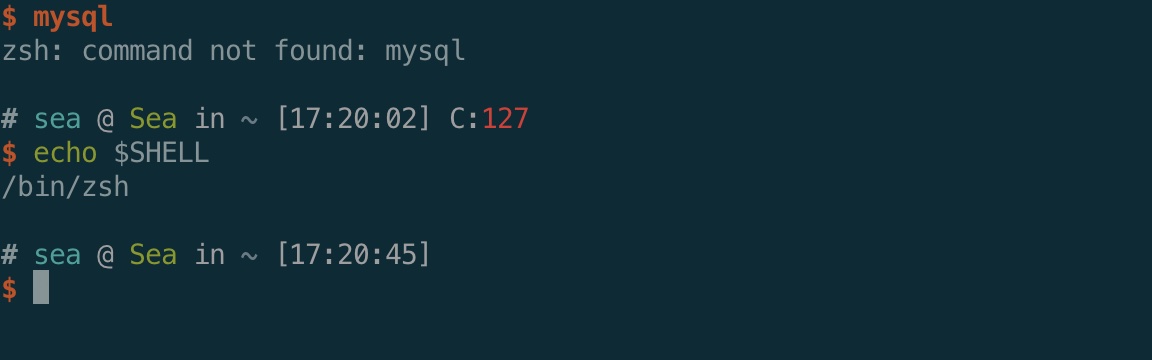 $ mysql
zsh: command not found: mysql
# sea @ Sea in ~ [17:20:02] C:127
$ echo $SHELL
/bin/zsh
# sea @ Sea in ~ [17:20:45]
$